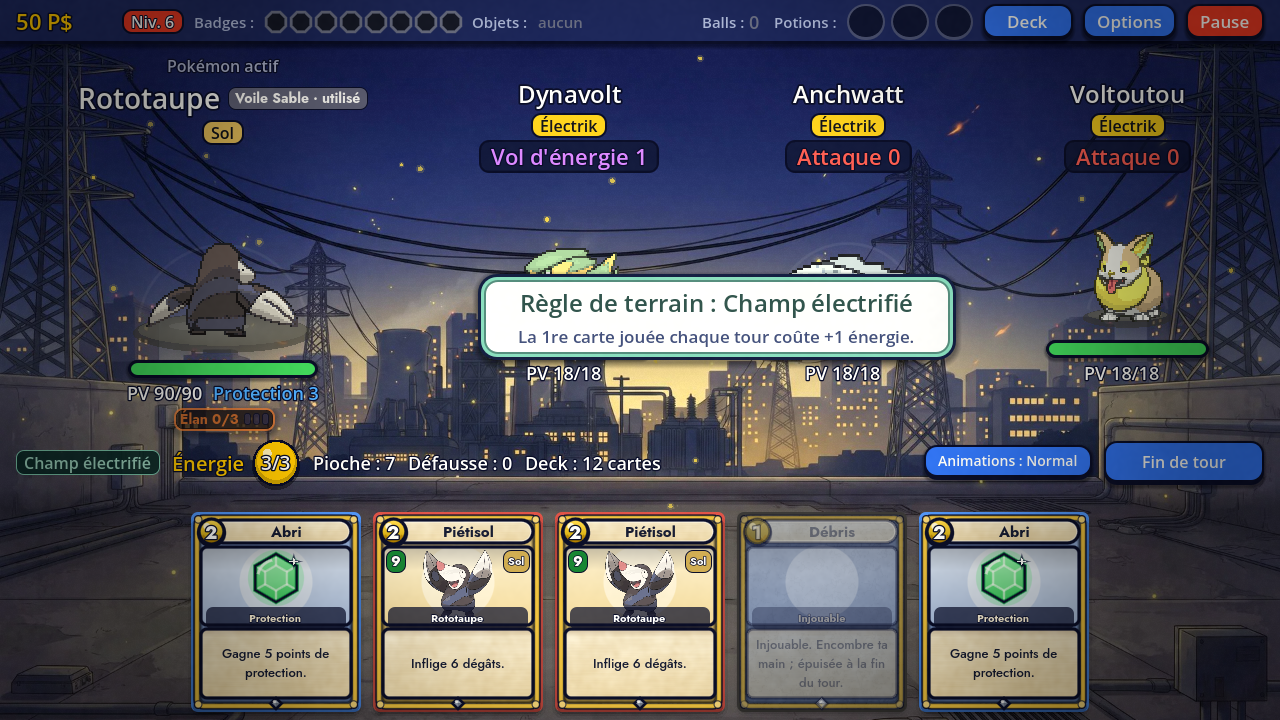 50 P$
Niv. 6
Badges :
Objets : aucun
Balls : 0
Potions :
Deck
Options
Pause
Pokémon actif
Rototaupe
Voile Sable · utilisé
Sol
Dynavolt
Électrik
Vol d'énergie 1
Anchwatt
Électrik
Attaque 0
Voltoutou
Électrik
Attaque 0
Règle de terrain : Champ électrifié
La 1re carte jouée chaque tour coûte +1 énergie.
PV 90/90 Protection 3
Élan 0/3
PV 18/18
PV 18/18
PV 18/18
Champ électrifié
Énergie 3/3
Pioche : 7 Défausse : 0 Deck : 12 cartes
Animations : Normal
Fin de tour
2 Abri
Protection
Gagne 5 points de
protection.
2 Piétisol
9 Sol
Rototaupe
Inflige 6 dégâts.
2 Piétisol
9 Sol
Rototaupe
Inflige 6 dégâts.
1 Débris
Injouable
Injouable. Encombre ta
main ; épuisée à la fin
du tour.
2 Abri
Protection
Gagne 5 points de
protection.